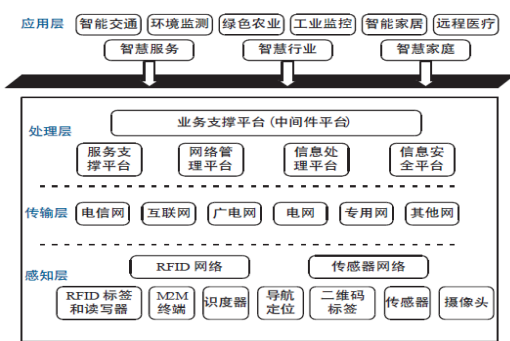 应用层 智能交通 环境监测 绿色农业 工业监控 智能家居 远程医疗
智慧服务 智慧行业 智慧家庭
处理层
业务支撑平台(中间件平台)
服务支
撑平台
网络管
理平台
信息处
理平台
信息安
全平台
传输层 电信网 互联网 广电网 电网 专用网 其他网
感知层
RFID 网络 传感器网络
RFID 标签
和读写器
M2M
终端
识度器
导航
定位
二维码
标签
传感器
摄像头